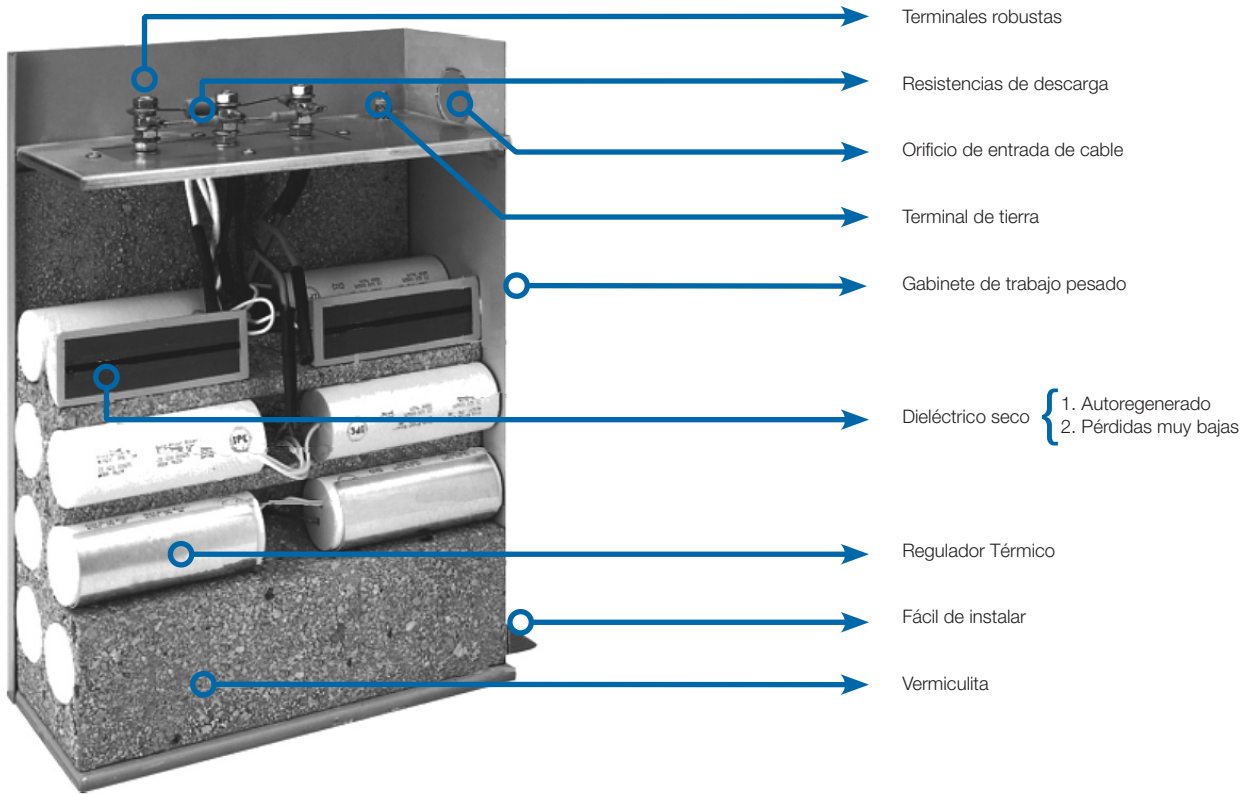 Terminales robustas
Resistencias de descarga
Orificio de entrada de cable
Terminal de tierra
Gabinete de trabajo pesado
Dieléctrico seco
1. Autoregenerado
2. Pérdidas muy bajas
Regulador Térmico
Fácil de instalar
Vermiculita